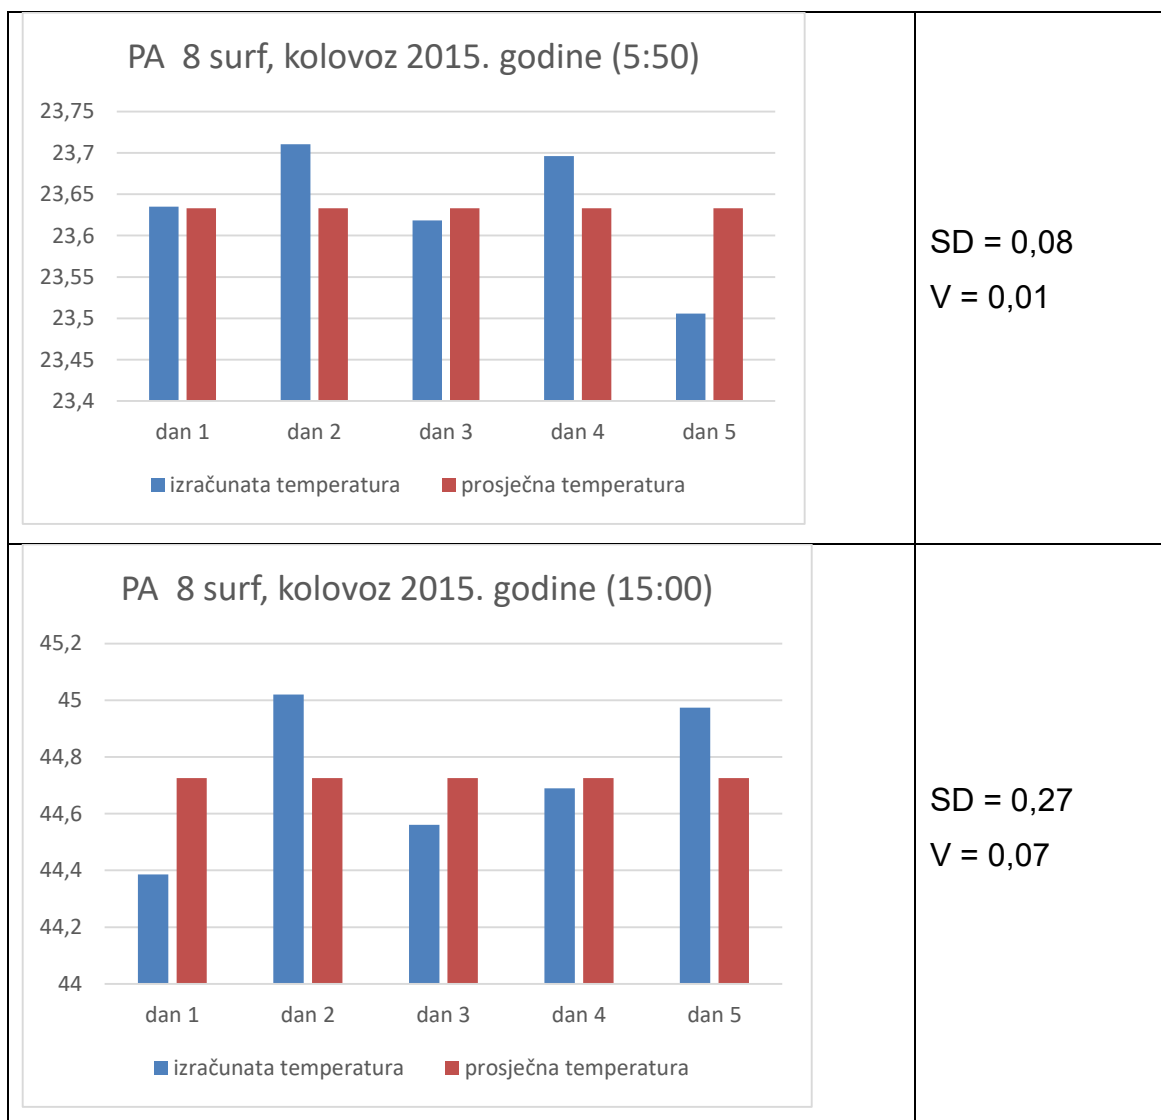 PA  8 surf, kolovoz 2015. godine (5:50)
23,75
23,7
23,65
23,6
23,55
23,5
23,45
23,4
dan 1 dan 2 dan 3 dan 4 dan 5
izračunata temperatura prosječna temperatura
SD = 0,08
V = 0,01
PA  8 surf, kolovoz 2015. godine (15:00)
45,2
45
44,8
44,6
44,4
44,2
44
dan 1 dan 2 dan 3 dan 4 dan 5
izračunata temperatura prosječna temperatura
SD = 0,27
V = 0,07